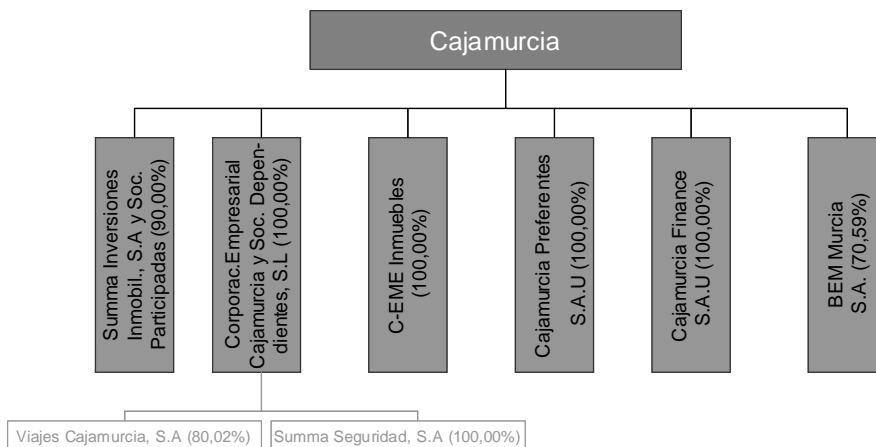 Cajamurcia
Summa Inversiones
Inmobil., S.A y Soc.
Participadas (90,00%)
Corporac.Empresarial
Cajamurcia y Soc. Depen-
dientes, S.L (100,00%)
C-EME Inmuebles
(100,00%)
Cajamurcia Preferentes
S.A.U (100,00%)
Cajamurcia Finance
S.A.U (100,00%)
BEM Murcia
S.A. (70,59%)
Viajes Cajamurcia, S.A (80,02%)
Summa Seguridad, S.A (100,00%)